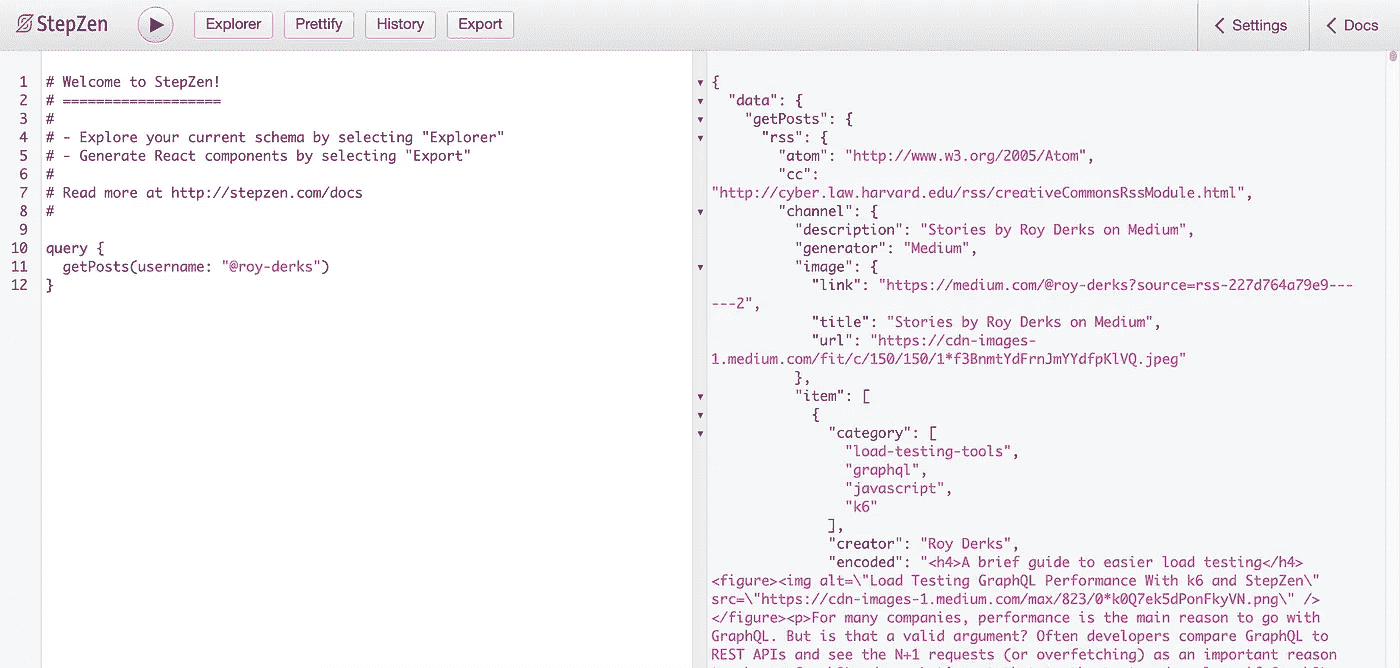 StepZen Explorer Prettify History Export Settings Docs
1 # Welcome to StepZen!
2 # ===================
3 #
4 # - Explore your current schema by selecting "Explorer"
5 # - Generate React components by selecting "Export"
6 #
7 # Read more at http://stepzen.com/docs
8 #
9
10 query {
11   getPosts(username: "@roy-derks")
12 }
{
  "data": {
    "getPosts": {
      "rss": {
        "atom": "http://www.w3.org/2005/Atom",
        "cc":
"http://cyber.law.harvard.edu/rss/creativeCommonsRssModule.html",
        "channel": {
          "description": "Stories by Roy Derks on Medium",
          "generator": "Medium",
          "image": {
            "link": "https://medium.com/@roy-derks?source=rss-227d764a79e9---
---2",
            "title": "Stories by Roy Derks on Medium",
            "url": "https://cdn-images-
1.medium.com/fit/c/150/150/1*f3BnmtYdFrnJmYYdfpKlVQ.jpeg"
          },
          "item": [
            {
              "category": [
                "load-testing-tools",
                "graphql",
                "javascript",
                "k6"
              ],
              "creator": "Roy Derks",
              "encoded": "<h4>A brief guide to easier load testing</h4>
<figure><img alt=\"Load Testing GraphQL Performance With k6 and StepZen\"
src=\"https://cdn-images-1.medium.com/max/823/0*k0Q7ek5dPonFkyVN.png\" />
</figure><p>For many companies, performance is the main reason to go with
GraphQL. But is that a valid argument? Often developers compare GraphQL to
REST APIs and see the N+1 requests (or overfetching) as an important reason